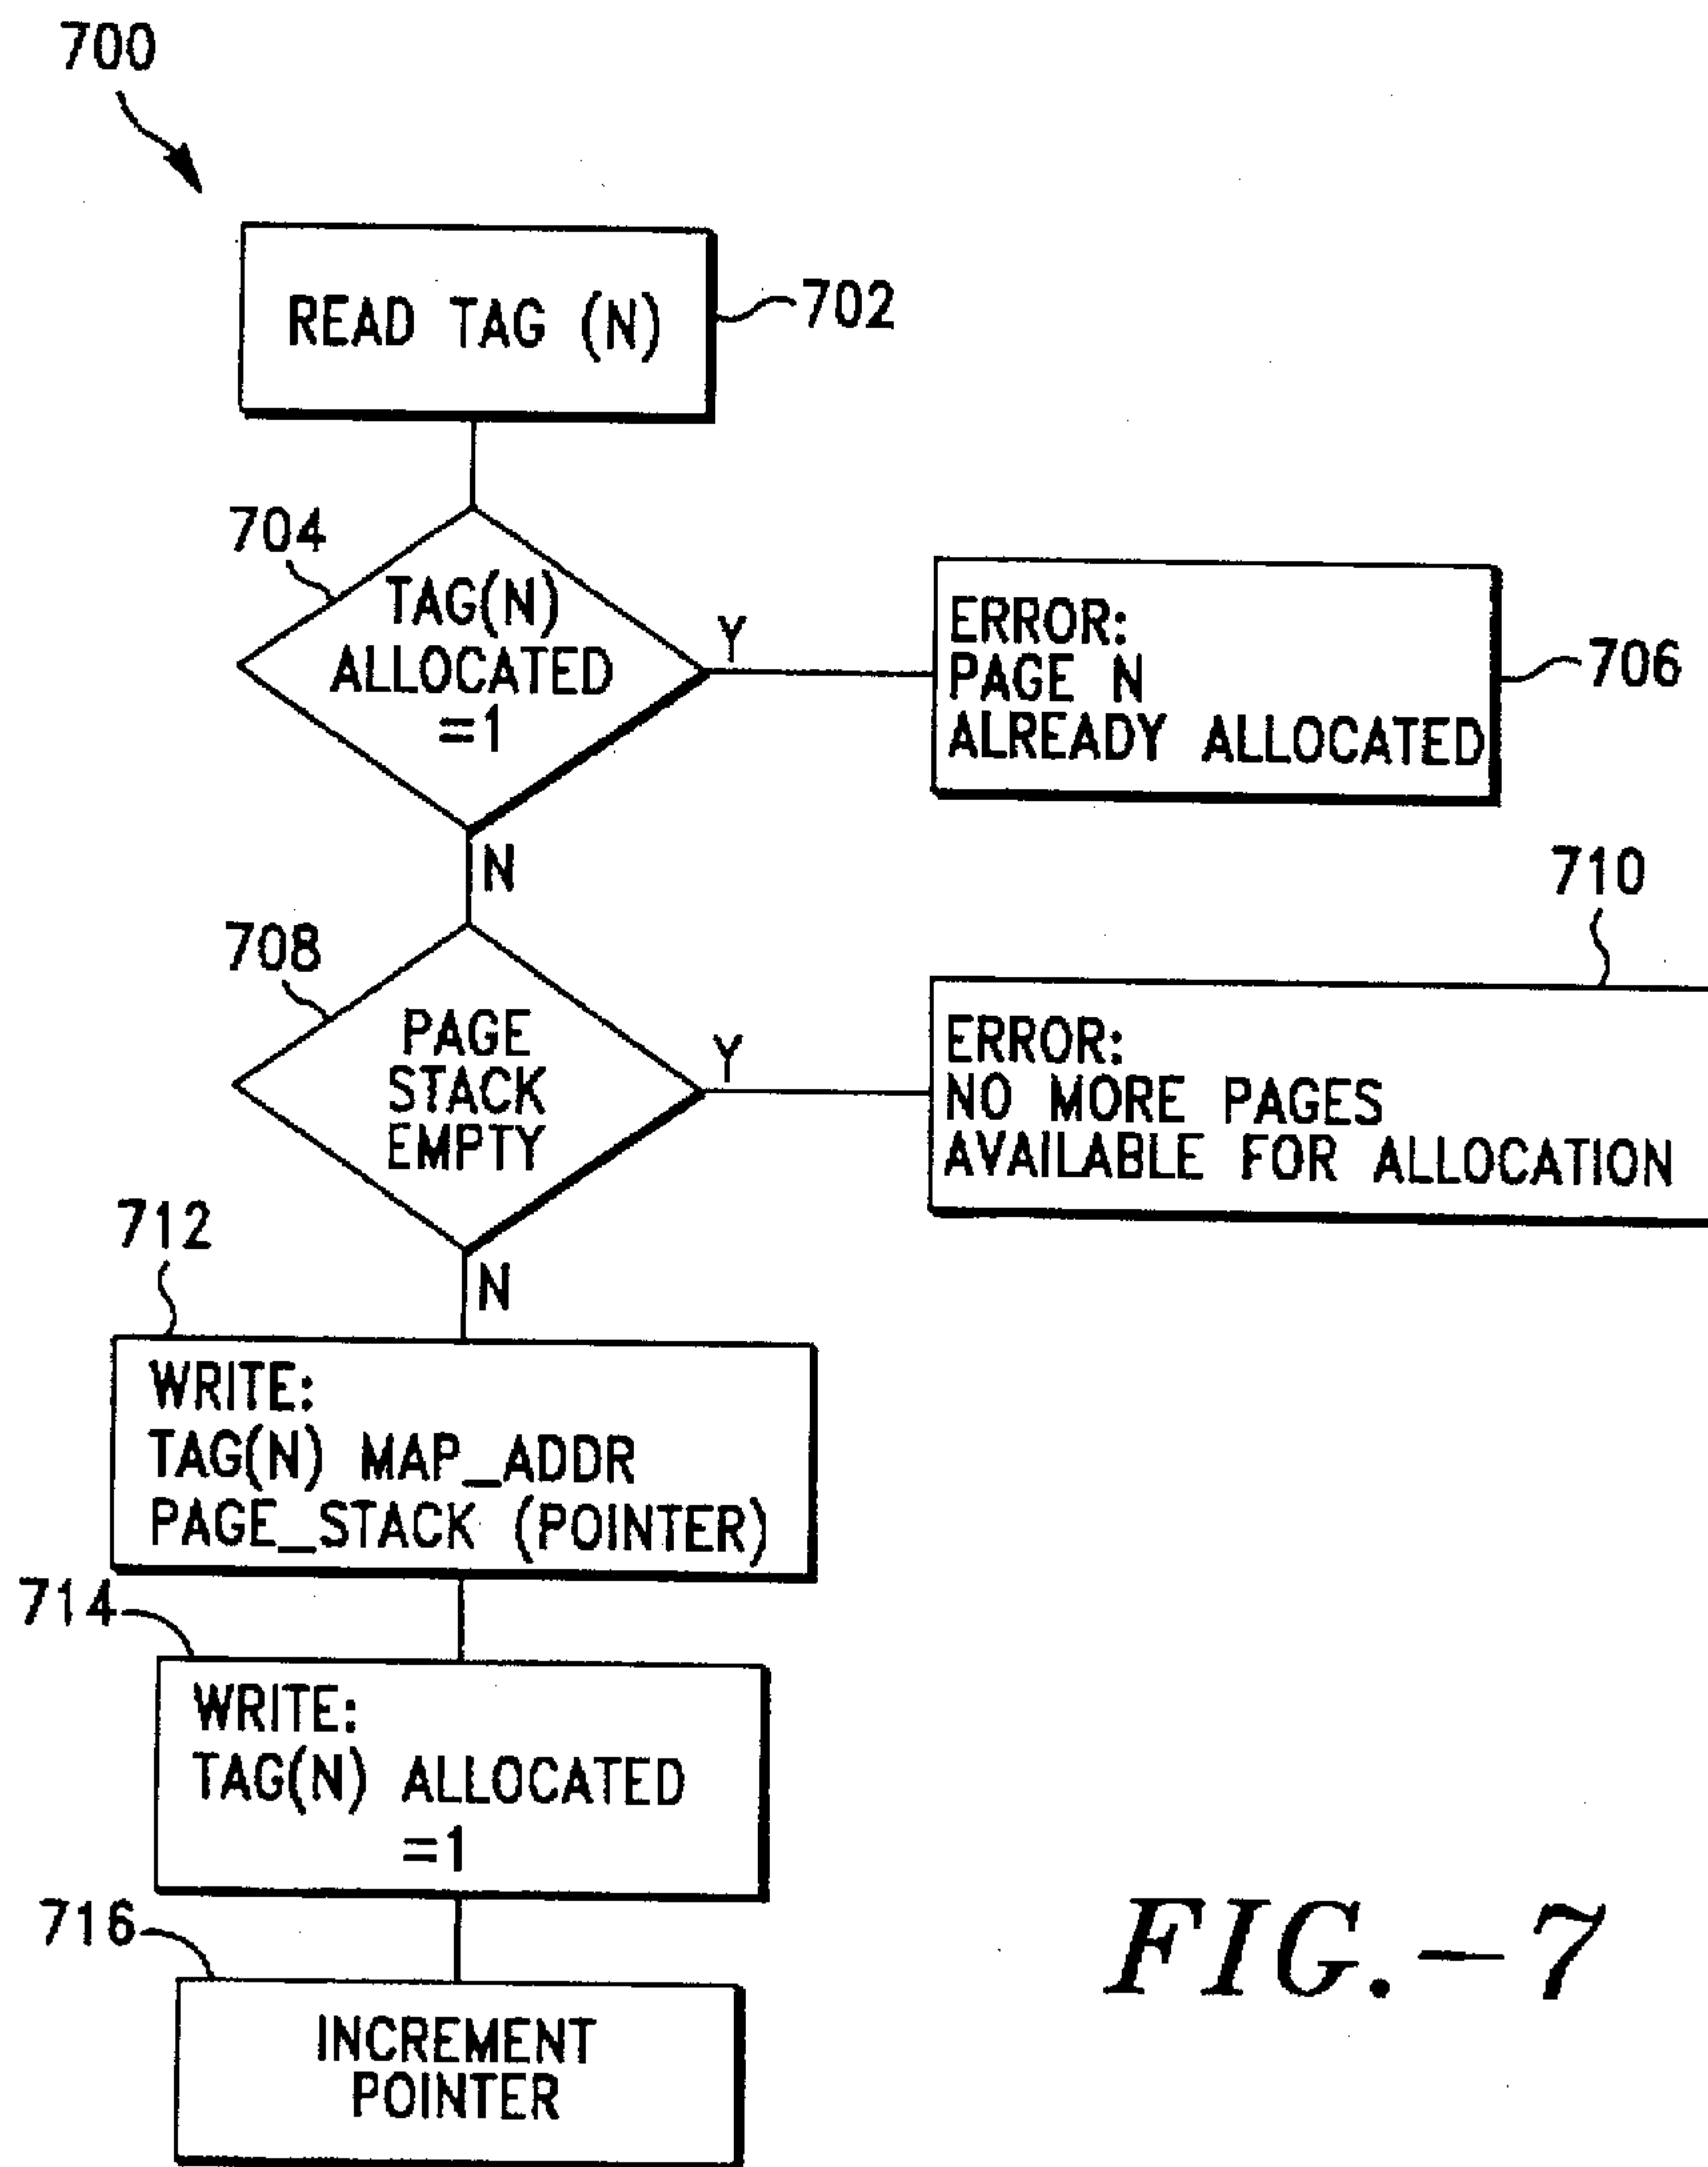 700
READ TAG (N)
702
704
TAG(N)
ALLOCATED
=1
Y
ERROR:
PAGE N
ALREADY ALLOCATED
706
N
708
PAGE
STACK
EMPTY
Y
710
ERROR:
NO MORE PAGES
AVAILABLE FOR ALLOCATION
N
712
WRITE:
TAG(N) MAP_ADDR
PAGE_STACK (POINTER)
714
WRITE:
TAG(N) ALLOCATED
=1
716
INCREMENT
POINTER
FIG.-7